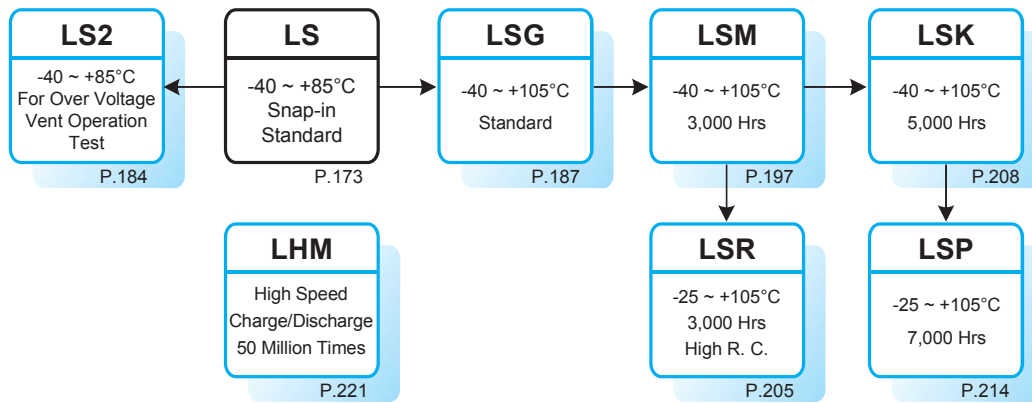 LS2
-40 ~ +85°C
For Over Voltage
Vent Operation
Test
P.184
LS
-40 ~ +85°C
Snap-in
Standard
P.173
LSG
-40 ~ +105°C
Standard
P.187
LSM
-40 ~ +105°C
3,000 Hrs
P.197
LSK
-40 ~ +105°C
5,000 Hrs
P.208
LHM
High Speed
Charge/Discharge
50 Million Times
P.221
LSR
-25 ~ +105°C
3,000 Hrs
High R. C.
P.205
LSP
-25 ~ +105°C
7,000 Hrs
P.214